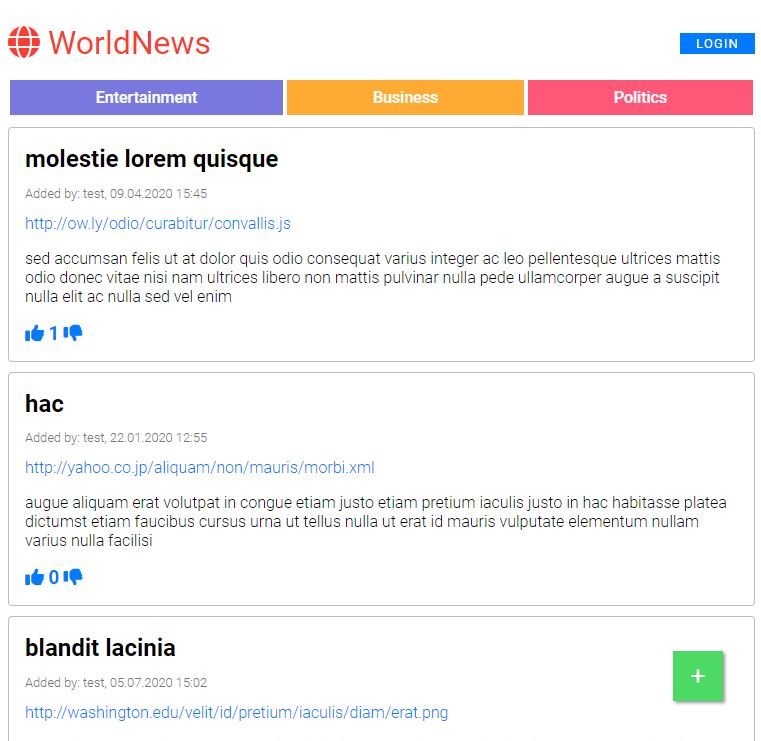 WorldNews
LOGIN
Entertainment
Business
Politics
molestie lorem quisque
Added by: test, 09.04.2020 15:45
http://ow.ly/odio/curabitur/convallis.js
sed accumsan felis ut at dolor quis odio consequat varius integer ac leo pellentesque ultrices mattis
odio donec vitae nisi nam ultrices libero non mattis pulvinar nulla pede ullamcorper augue a suscipit
nulla elit ac nulla sed vel enim
1
hac
Added by: test, 22.01.2020 12:55
http://yahoo.co.jp/aliquam/non/mauris/morbi.xml
augue aliquam erat volutpat in congue etiam justo etiam pretium iaculis justo in hac habitasse platea
dictumst etiam faucibus cursus urna ut tellus nulla ut erat id mauris vulputate elementum nullam
varius nulla facilisi
0
blandit lacinia
Added by: test, 05.07.2020 15:02
+
http://washington.edu/velit/id/pretium/iaculis/diam/erat.png